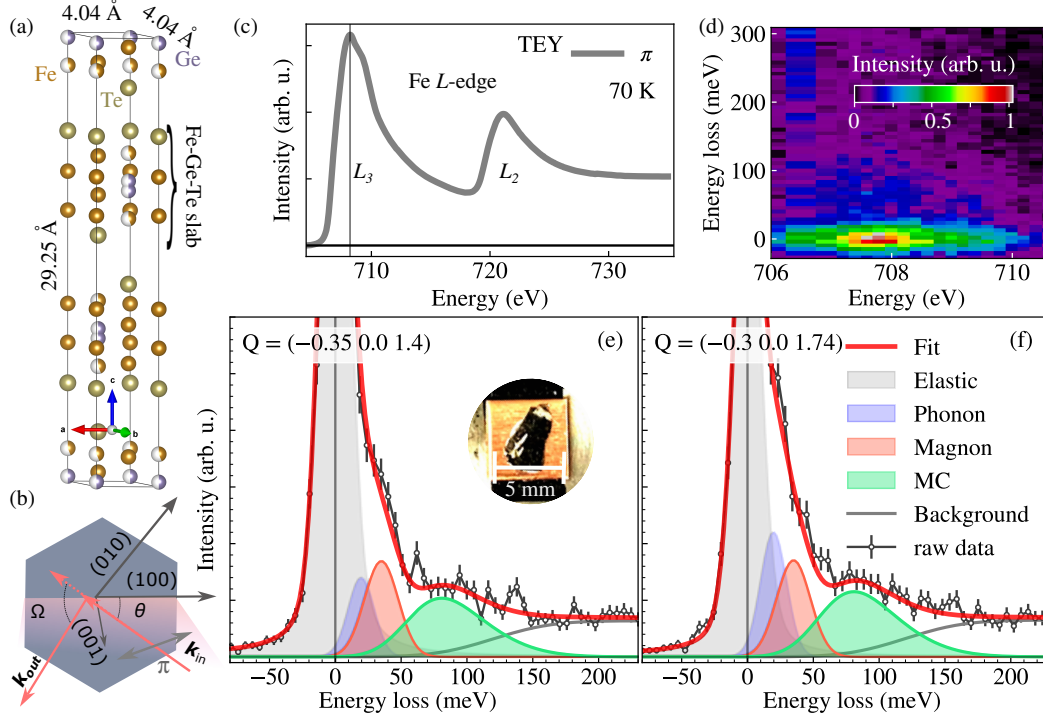 (a)
4.04 Å
4.04 Å
Ge
Fe
Te
Fe-Ge-Te slab
29.25 Å
c
a
b
(b)
(010)
(100)
Ω
θ
(001)
k_out
k_in
π
(c)
TEY
π
Fe L-edge
70 K
L₃
L₂
Intensity (arb. u.)
710
720
730
Energy (eV)
(d)
300
200
100
0
Energy loss (meV)
Intensity (arb. u.)
0
0.5
1
706
708
710
Energy (eV)
Q = (−0.35 0.0 1.4)
(e)
5 mm
Intensity (arb. u.)
−50
0
50
100
150
200
Energy loss (meV)
Q = (−0.3 0.0 1.74)
(f)
Fit
Elastic
Phonon
Magnon
MC
Background
raw data
−50
0
50
100
150
200
Energy loss (meV)